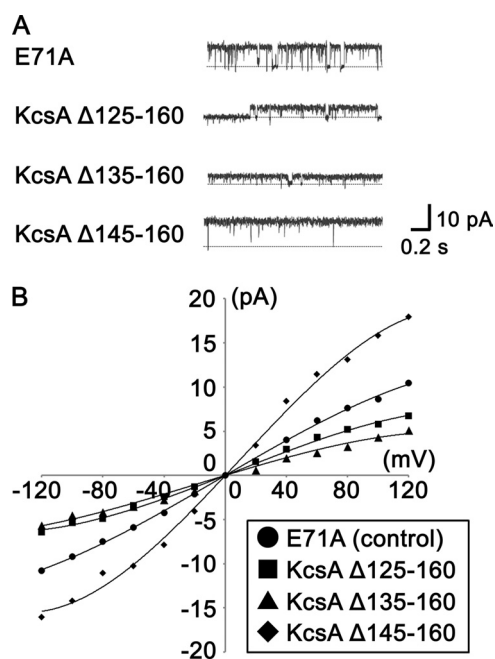 A
E71A
KcsA Δ125-160
KcsA Δ135-160
KcsA Δ145-160
10 pA
0.2 s
B
20
(pA)
15
10
5
0
(mV)
-120
-80
-40
0
40
80
120
-5
-10
-15
-20
E71A (control)
KcsA Δ125-160
KcsA Δ135-160
KcsA Δ145-160